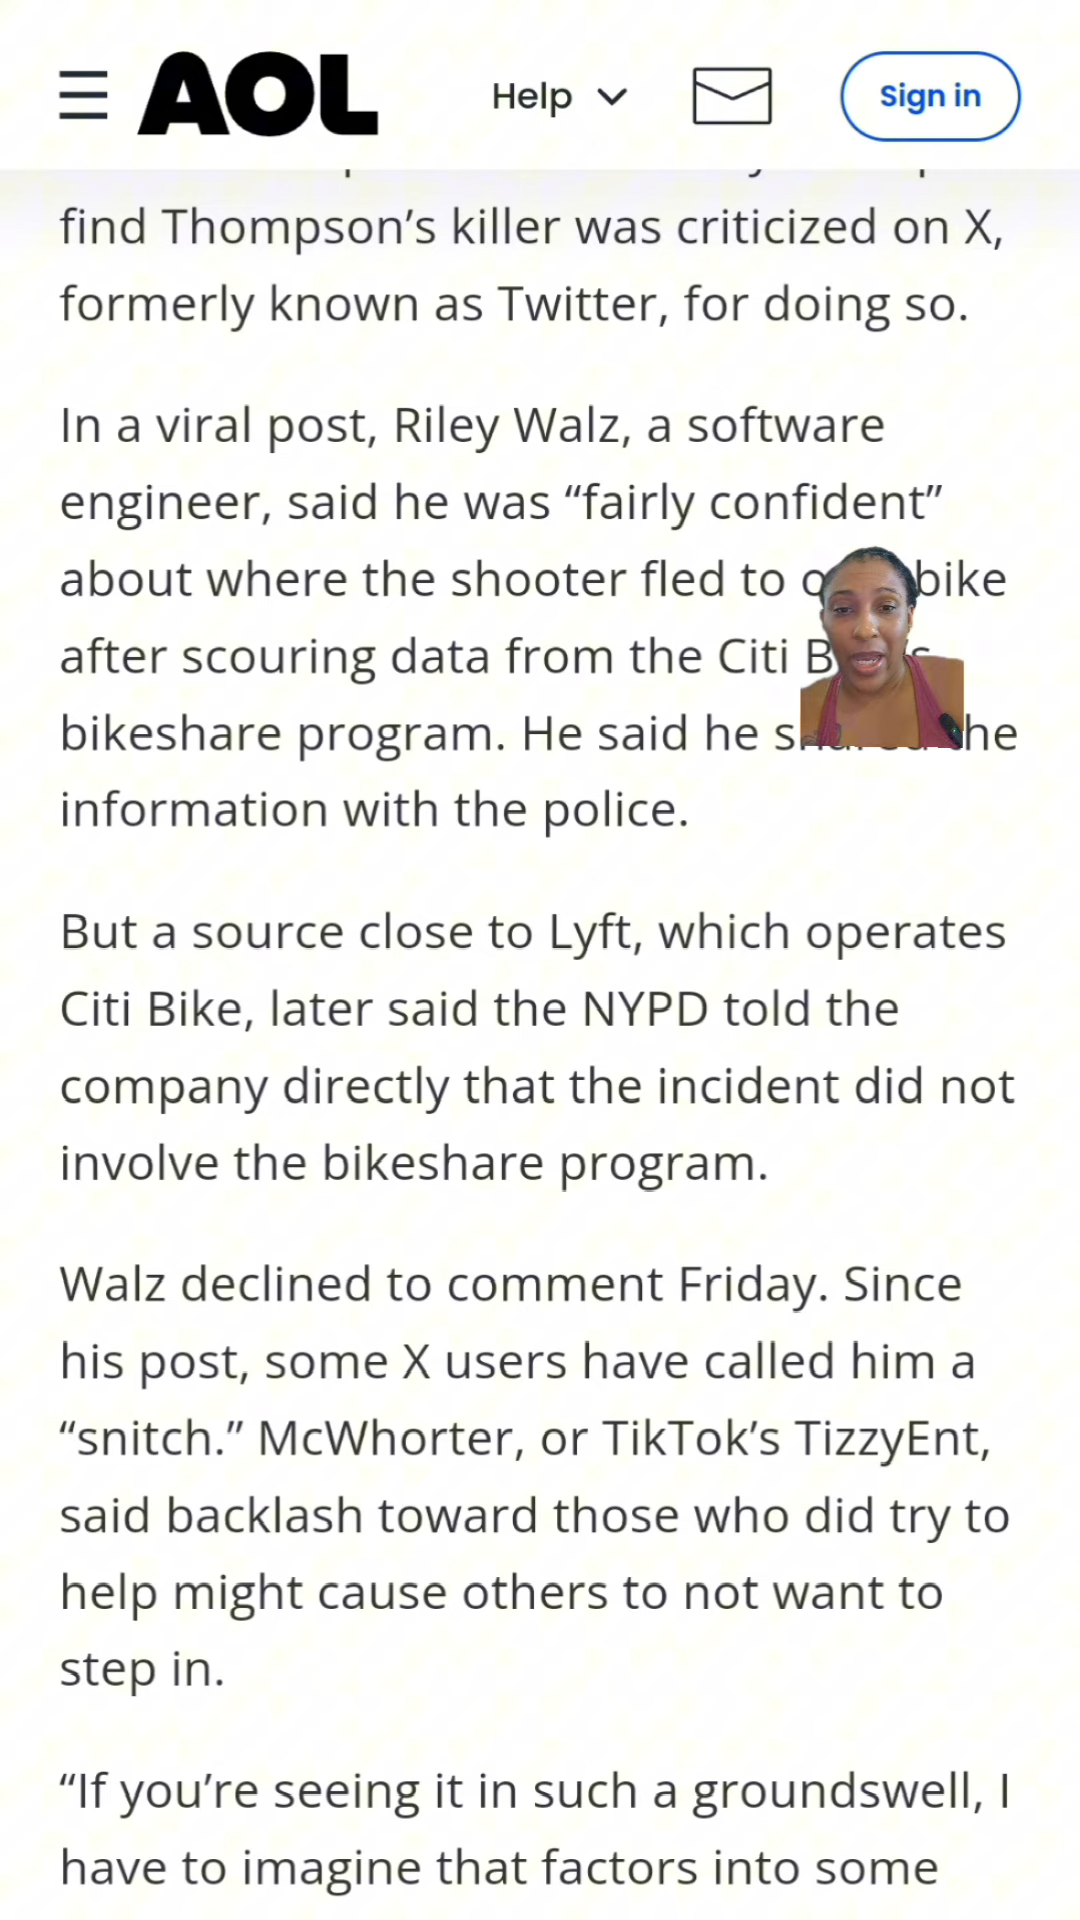 AOL
Help
Sign in
find Thompson’s killer was criticized on X,
formerly known as Twitter, for doing so.
In a viral post, Riley Walz, a software
engineer, said he was “fairly confident”
about where the shooter fled to bike
after scouring data from the Citi
bikeshare program. He said he the
information with the police.
But a source close to Lyft, which operates
Citi Bike, later said the NYPD told the
company directly that the incident did not
involve the bikeshare program.
Walz declined to comment Friday. Since
his post, some X users have called him a
“snitch.” McWhorter, or TikTok’s TizzyEnt,
said backlash toward those who did try to
help might cause others to not want to
step in.
“If you’re seeing it in such a groundswell, I
have to imagine that factors into some